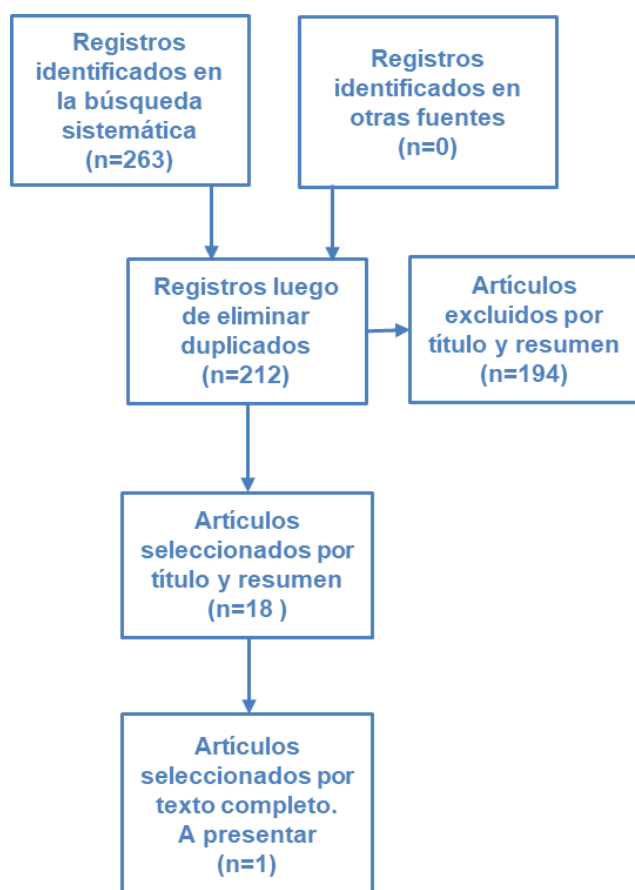 Registros
identificados en
la búsqueda
sistemática
(n=263)
Registros
identificados en
otras fuentes
(n=0)
Registros luego
de eliminar
duplicados
(n=212)
Artículos
excluidos por
título y resumen
(n=194)
Artículos
seleccionados por
título y resumen
(n=18 )
Artículos
seleccionados por
texto completo.
A presentar
(n=1)